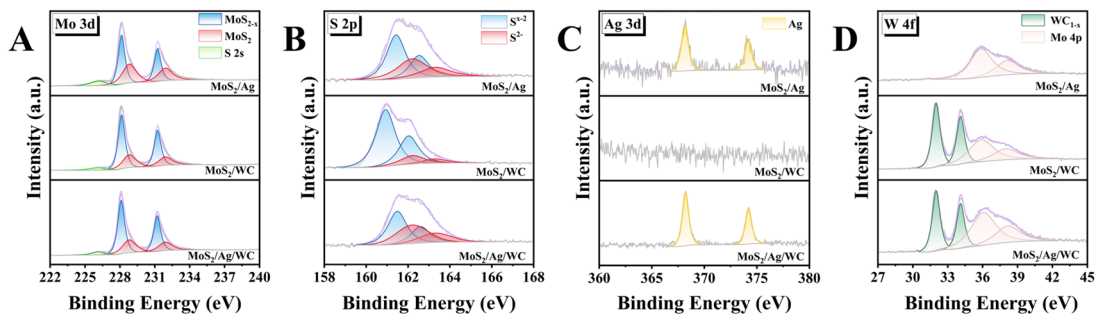 A
Mo 3d
MoS2-x
MoS2
S 2s
MoS2/Ag
MoS2/WC
MoS2/Ag/WC
Intensity (a.u.)
222 225 228 231 234 237 240
Binding Energy (eV)
B
S 2p
Sx-2
S2-
MoS2/Ag
MoS2/WC
MoS2/Ag/WC
Intensity (a.u.)
158 160 162 164 166 168
Binding Energy (eV)
C
Ag 3d
Ag
MoS2/Ag
MoS2/WC
MoS2/Ag/WC
Intensity (a.u.)
360 365 370 375 380
Binding Energy (eV)
D
W 4f
WC1-x
Mo 4p
MoS2/Ag
MoS2/WC
MoS2/Ag/WC
Intensity (a.u.)
27 30 33 36 39 42 45
Binding Energy (eV)